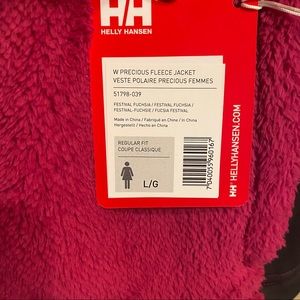 HH
HELLY HANSEN
W PRECIOUS FLEECE JACKET
VESTE POLAIRE PRECIOUS FEMMES
51798-039
FESTIVAL FUCHSIA / FESTIVAL FUCHSIA /
FESTIVAL-FUCHSIE / FUCSIA FESTIVAL
Made in China / Fabriqué en Chine / In China
Hergestellt / Hecho en China
REGULAR FIT
COUPE CLASSIQUE
L/G
7040055960167
HH HELLYHANSEN.COM